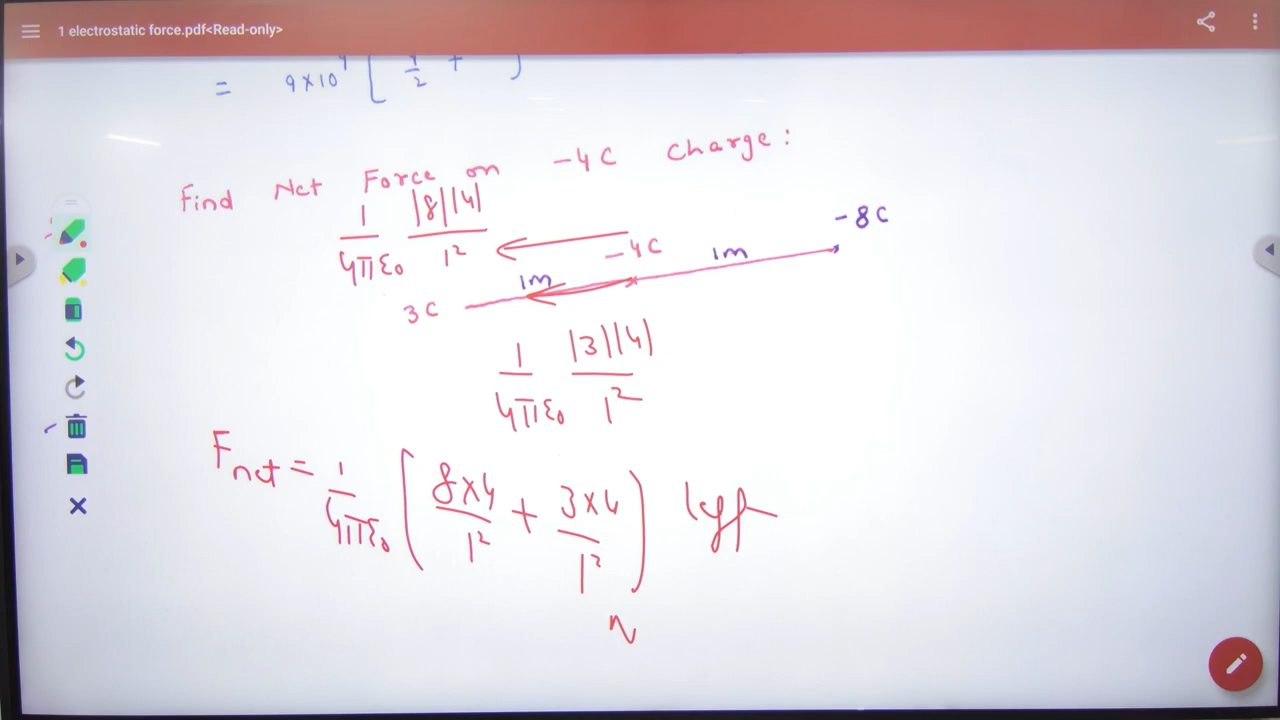 1 electrostatic force.pdf<Read-only>
= 9×10⁹ [ 4/2 + ]
Find Net Force on -4C charge:
1/4πε₀ |8||4|/1²
-8C
-4C
1m
1m
3C
1/4πε₀ |3||4|/1²
Fnet = 1/4πε₀ ( 8×4/1² + 3×4/1² ) left
N